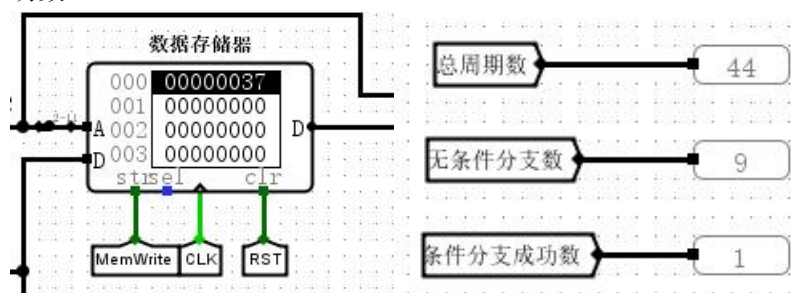 数据存储器
000 00000037
001 00000000
A 002 00000000 D
D 003 00000000
str sel clr
MemWrite CLK RST
总周期数 44
无条件分支数 9
条件分支成功数 1